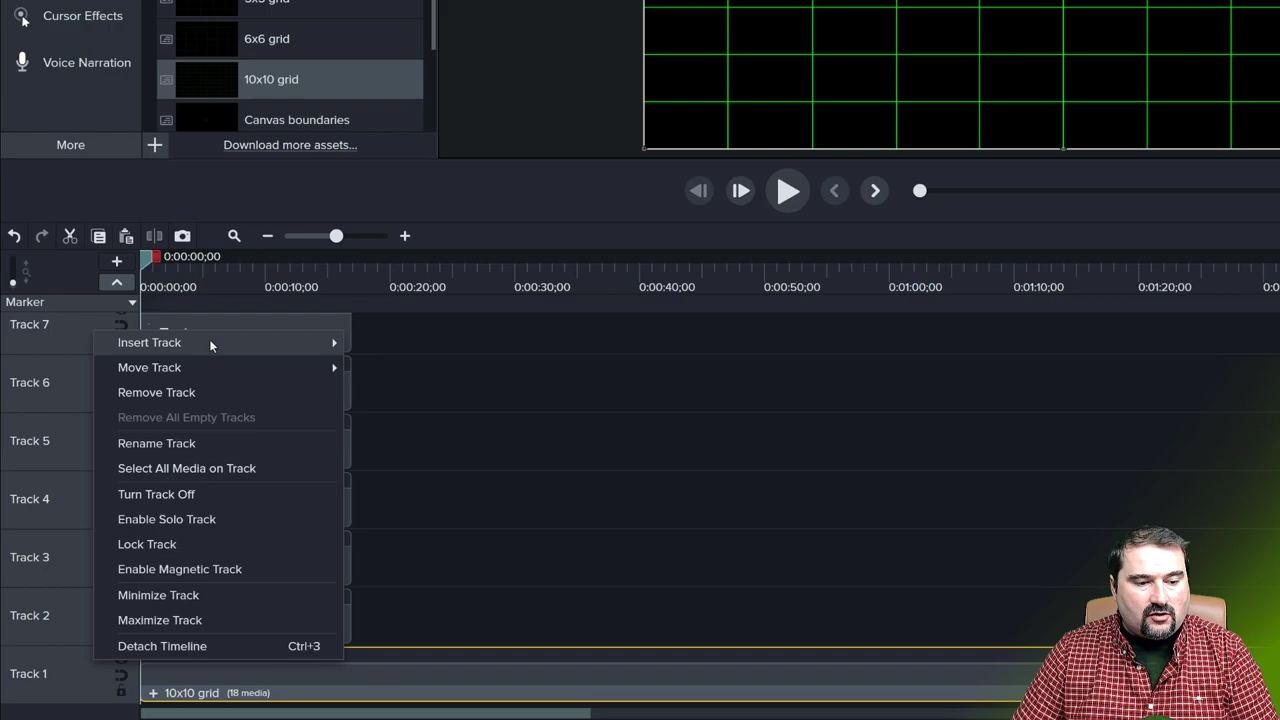 Cursor Effects
Voice Narration
6x6 grid
10x10 grid
Canvas boundaries
More
Download more assets...
0:00:00;00
0:00:00;00 0:00:10;00 0:00:20;00 0:00:30;00 0:00:40;00 0:00:50;00 0:01:00;00 0:01:10;00 0:01:20;00
Marker
Track 7
Track 6
Track 5
Track 4
Track 3
Track 2
Track 1
Insert Track
Move Track
Remove Track
Remove All Empty Tracks
Rename Track
Select All Media on Track
Turn Track Off
Enable Solo Track
Lock Track
Enable Magnetic Track
Minimize Track
Maximize Track
Detach Timeline Ctrl+3
+ 10x10 grid (18 media)